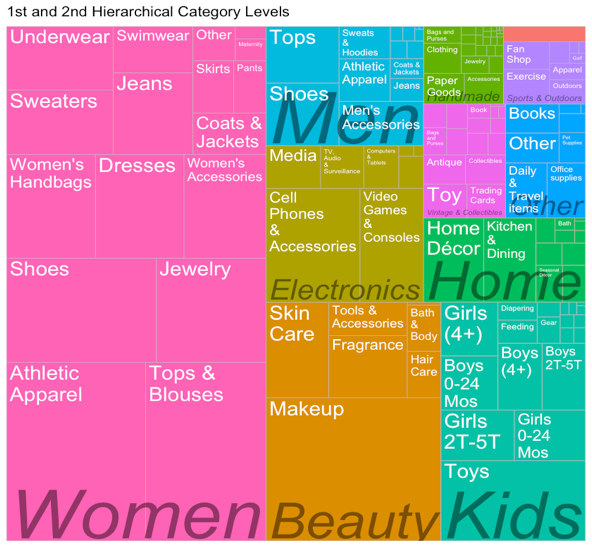 1st and 2nd Hierarchical Category Levels
Underwear
Swimwear
Other
Maternity
Sweaters
Jeans
Skirts
Pants
Coats &
Jackets
Women's
Handbags
Dresses
Women's
Accessories
Shoes
Jewelry
Athletic
Apparel
Tops &
Blouses
Women
Tops
Sweats
&
Hoodies
Athletic
Apparel
Coats &
Jackets
Jeans
Shoes
Men's
Accessories
Men
Media
TV,
Audio
&
Surveillance
Computers
&
Tablets
Cell
Phones
&
Accessories
Video
Games
&
Consoles
Electronics
Skin
Care
Tools &
Accessories
Bath
&
Body
Fragrance
Hair
Care
Makeup
Beauty
Bags and
Purses
Clothing
Jewelry
Paper
Goods
Accessories
Handmade
Fan
Shop
Golf
Exercise
Apparel
Outdoors
Sports & Outdoors
Book
Bags
and
Purses
Antique
Collectibles
Toy
Trading
Cards
Vintage & Collectibles
Books
Other
Pet
Supplies
Daily
&
Travel
items
Office
supplies
Other
Home
Décor
Kitchen
&
Dining
Bath
Seasonal
Décor
Home
Girls
(4+)
Diapering
Feeding
Gear
Boys
0-24
Mos
Boys
(4+)
Boys
2T-5T
Girls
2T-5T
Girls
0-24
Mos
Toys
Kids